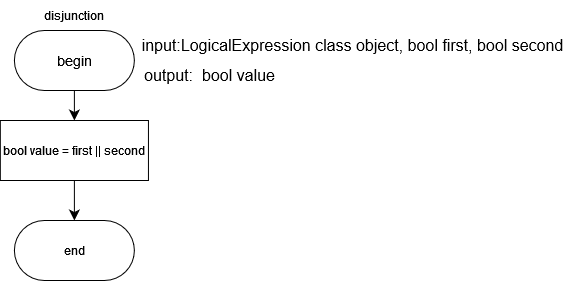 disjunction
begin
input:LogicalExpression class object, bool first, bool second
output:  bool value
bool value = first || second
end